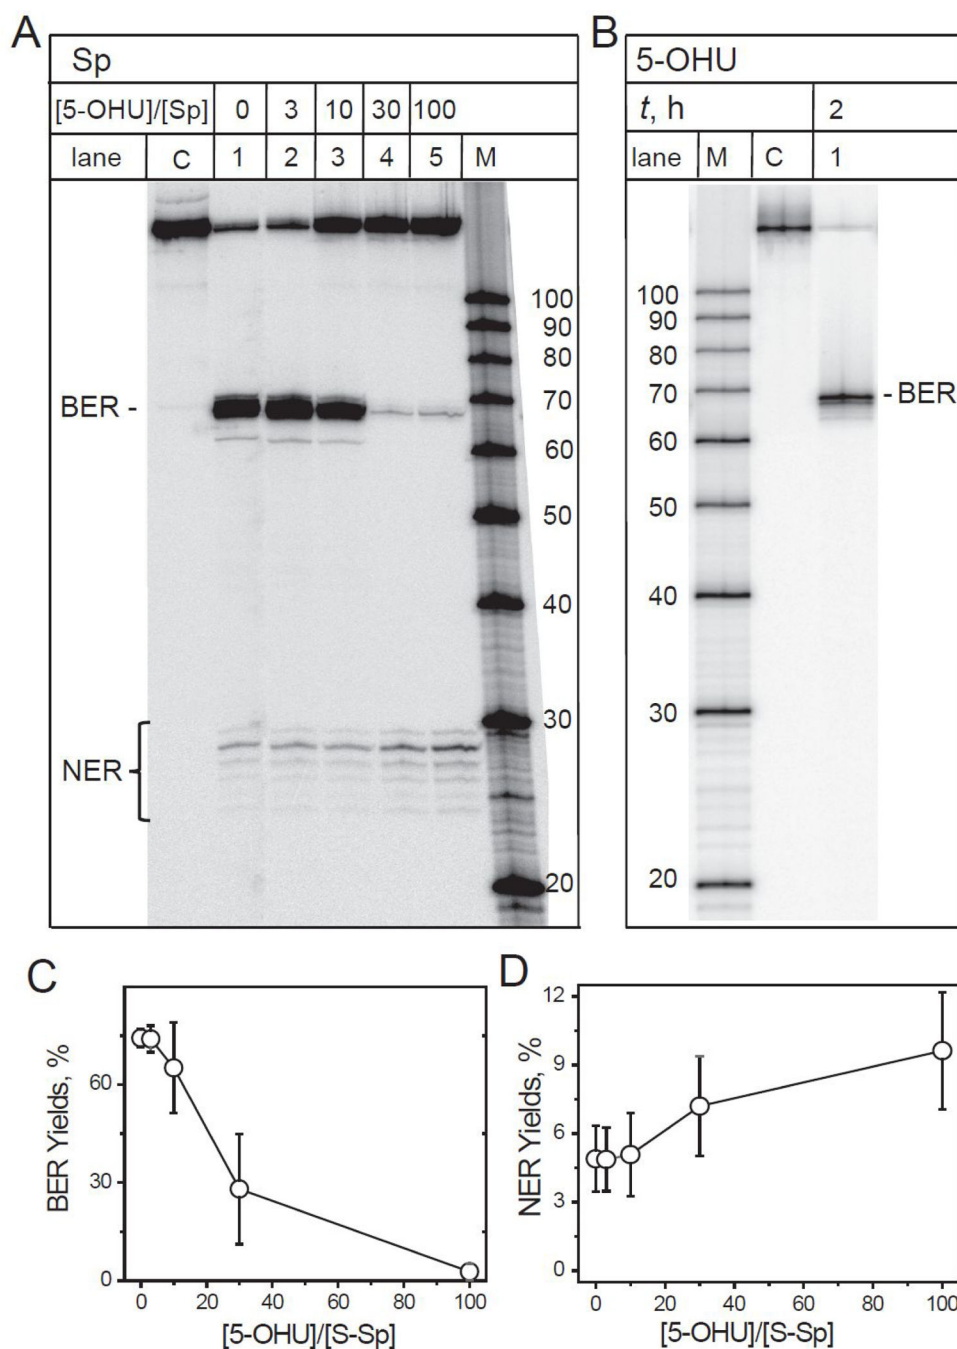 A
Sp
[5-OHU]/[Sp] 0 3 10 30 100
lane C 1 2 3 4 5 M
100
90
80
BER - 70
60
50
40
30
NER
20
B
5-OHU
t, h 2
lane M C 1
100
90
80
70 - BER
60
50
40
30
20
C
BER Yields, %
60
30
0
0 20 40 60 80 100
[5-OHU]/[S-Sp]
D
NER Yields, %
12
9
6
3
0
0 20 40 60 80 100
[5-OHU]/[S-Sp]